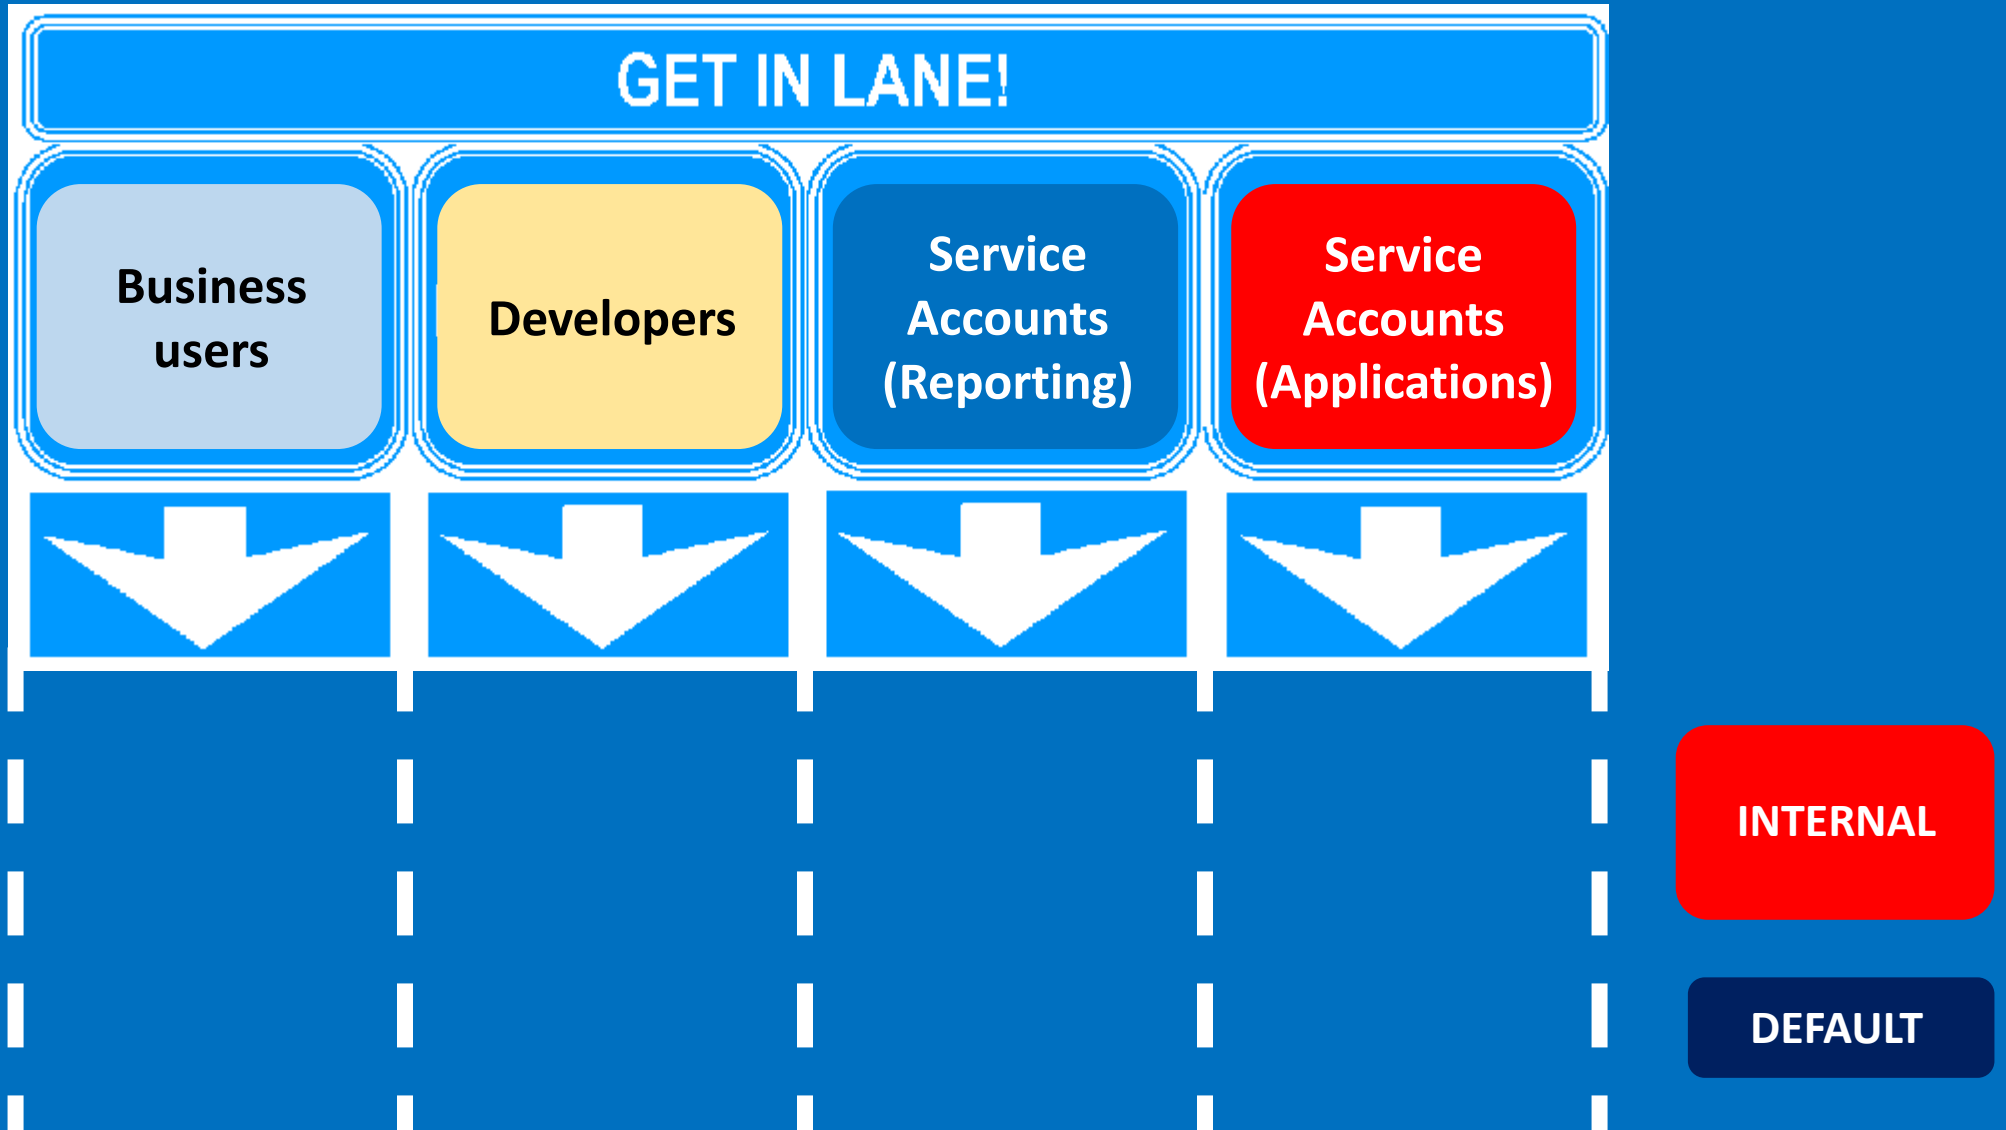 GET IN LANE!
Business
users
Developers
Service
Accounts
(Reporting)
Service
Accounts
(Applications)
INTERNAL
DEFAULT